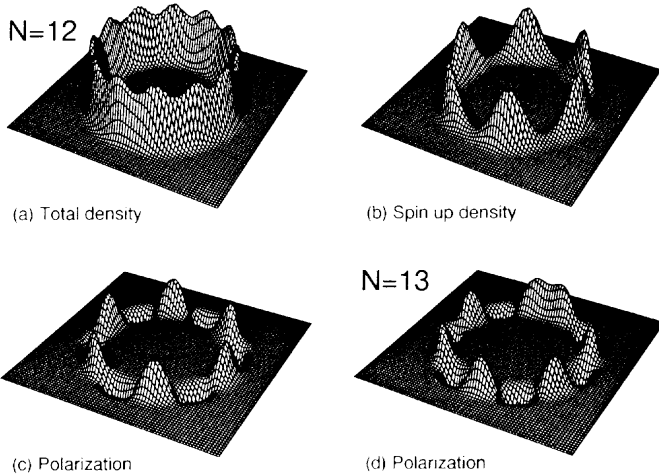 N=12
(a) Total density
(b) Spin up density
N=13
(c) Polarization
(d) Polarization